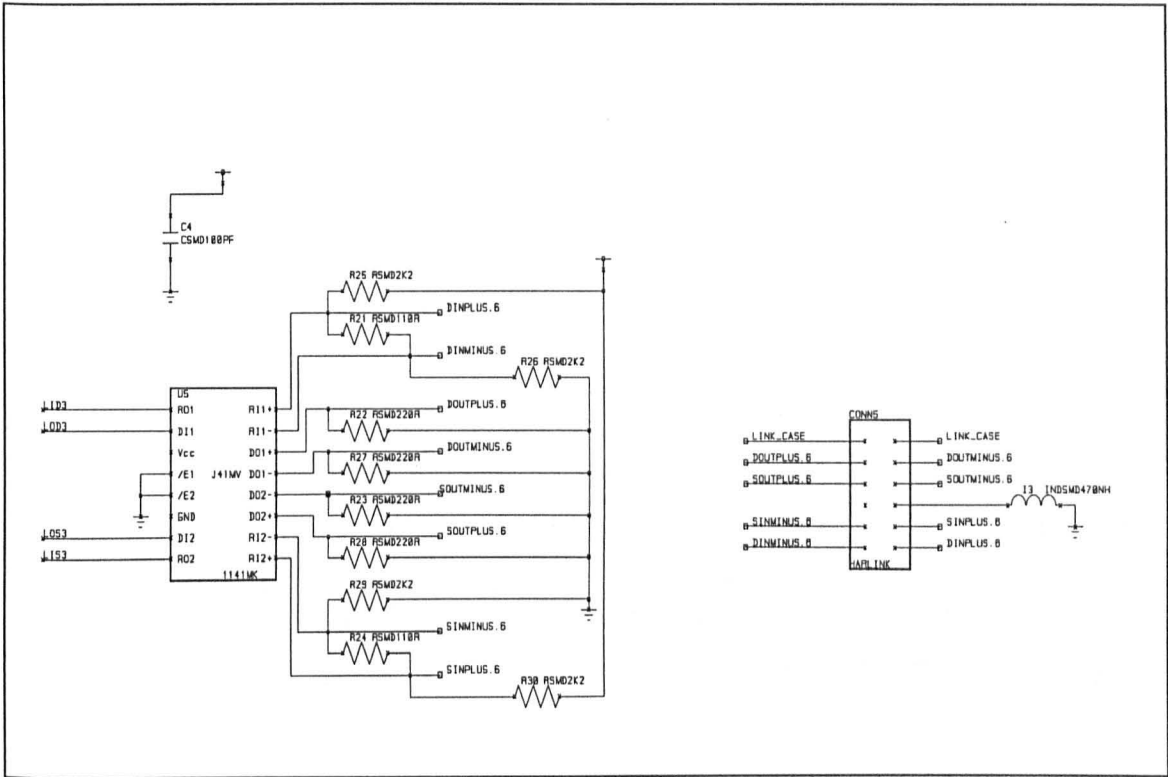 C4
CSMD100PF
R25 RSMD2K2
DINPLUS.6
R21 RSMD110R
DINMINUS.6
R26 RSMD2K2
U5
LID3
RO1
RI1+
DOUTPLUS.6
LOD3
DI1
RI1-
R22 RSMD220R
Vcc
DO1+
DOUTMINUS.6
/E1
J41MV
DO1-
R27 RSMD220R
/E2
DO2-
SOUTMINUS.6
GND
DO2+
R23 RSMD220R
LOS3
DI2
RI2-
SOUTPLUS.6
LIS3
RO2
RI2+
R28 RSMD220R
1141MK
R29 RSMD2K2
SINMINUS.6
R24 RSMD110R
SINPLUS.6
R30 RSMD2K2
CONN5
LINK_CASE
LINK_CASE
DOUTPLUS.6
DOUTMINUS.6
SOUTPLUS.6
SOUTMINUS.6
I3 INDSMD470NH
SINMINUS.6
SINPLUS.6
DINMINUS.6
DINPLUS.6
HARLINK